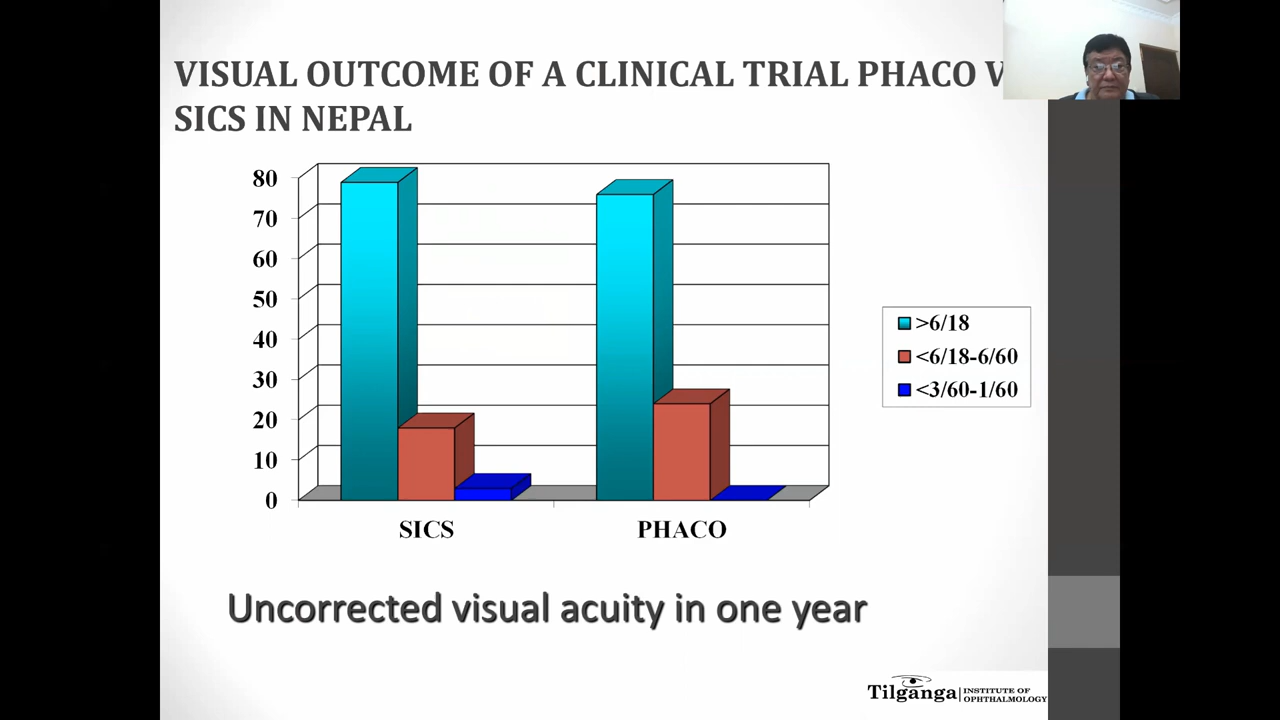 VISUAL OUTCOME OF A CLINICAL TRIAL PHACO V
SICS IN NEPAL
80
70
60
50
40
30
20
10
0
SICS
PHACO
>6/18
<6/18-6/60
<3/60-1/60
Uncorrected visual acuity in one year
Tilganga INSTITUTE OF
OPHTHALMOLOGY